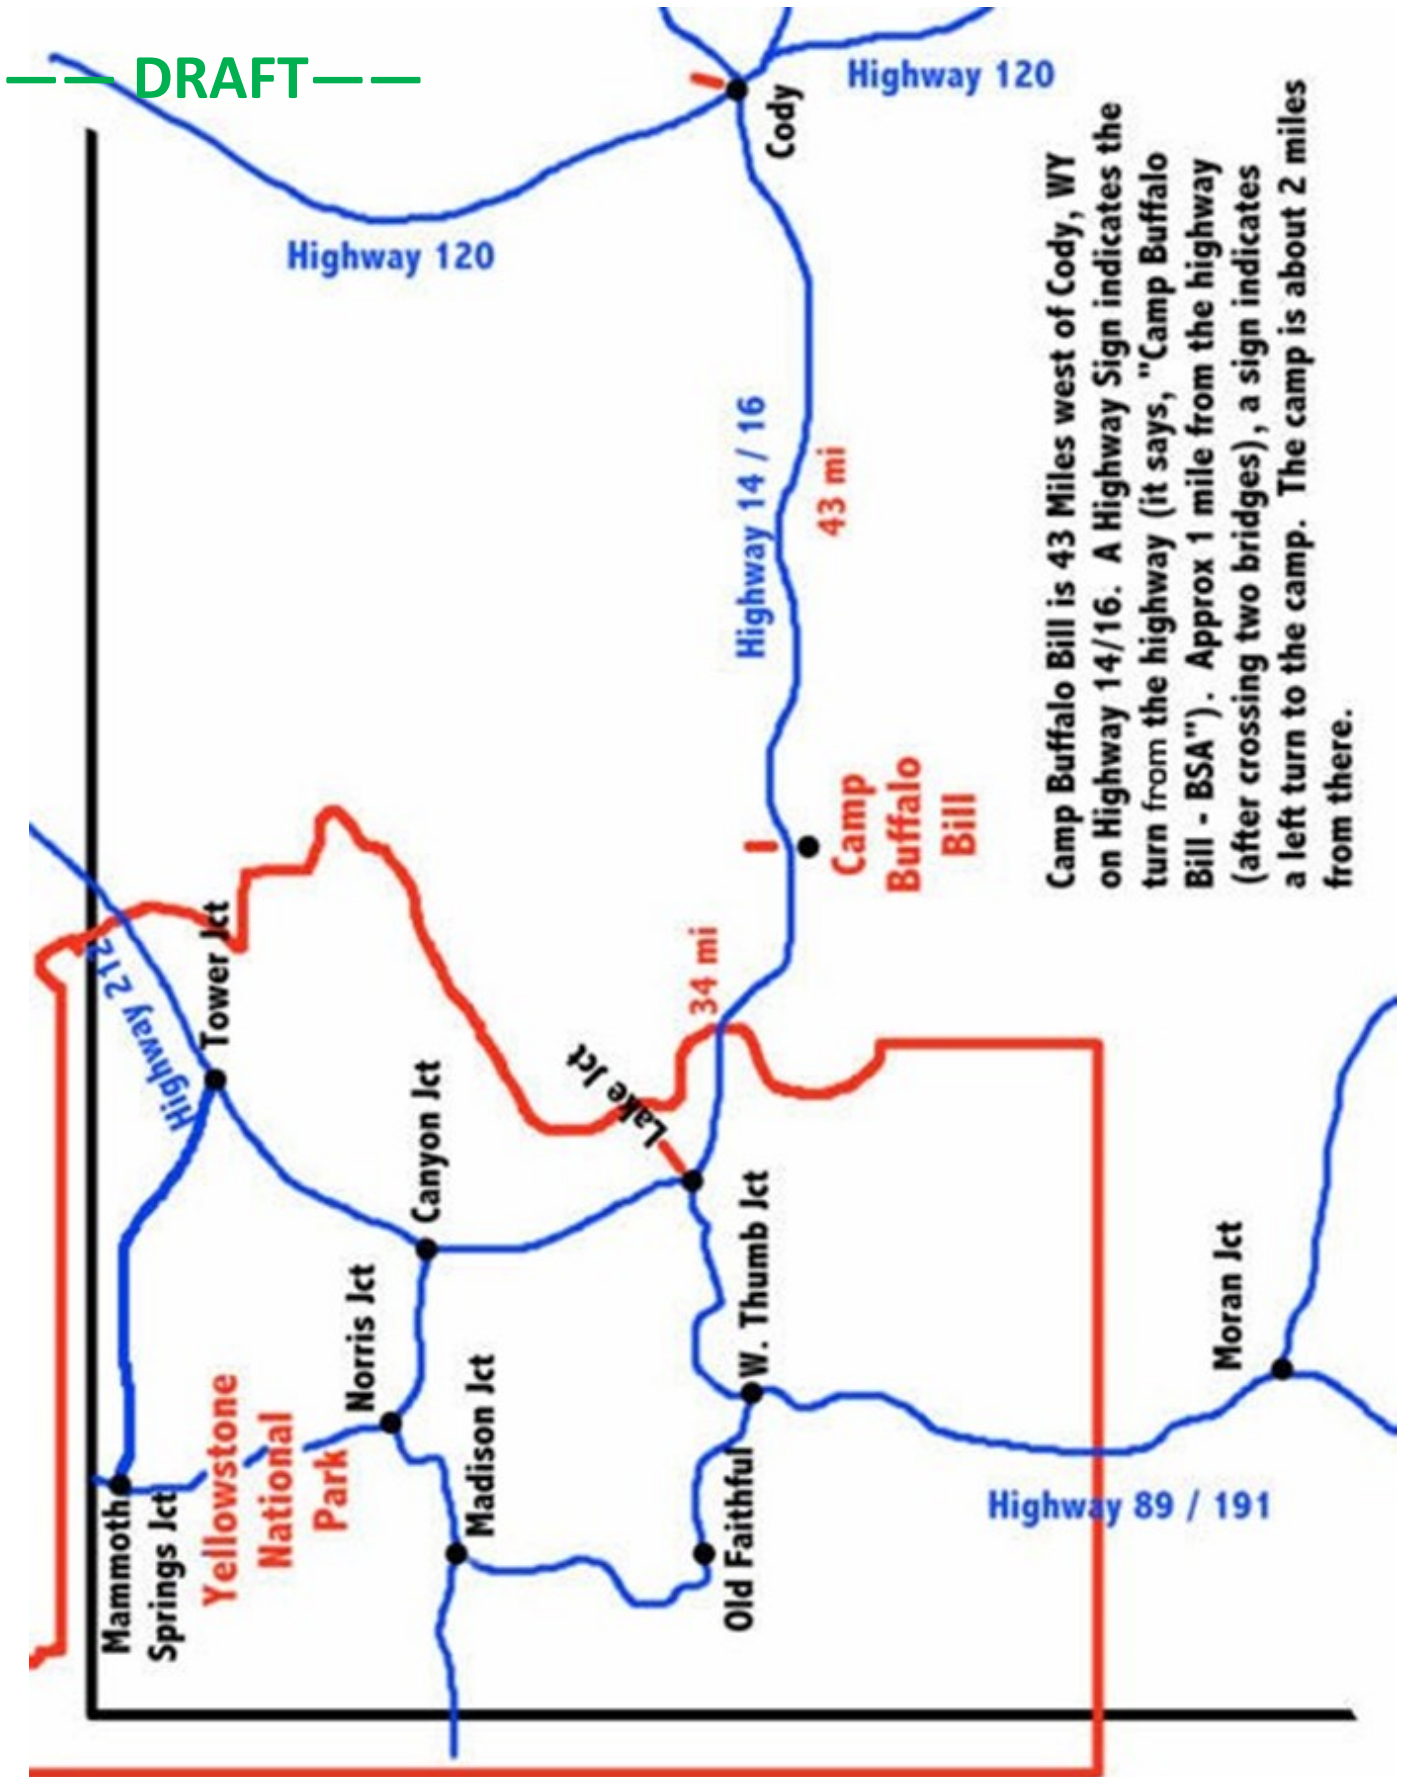 —— DRAFT——
Highway 120
Cody
Highway 120
Highway 14 / 16
43 mi
Camp
Buffalo
Bill
34 mi
Highway 212
Tower Jct
Lake Jct
Canyon Jct
Norris Jct
W. Thumb Jct
Madison Jct
Mammoth
Springs Jct
Yellowstone
National
Park
Old Faithful
Moran Jct
Highway 89 / 191
Camp Buffalo Bill is 43 Miles west of Cody, WY
on Highway 14/16. A Highway Sign indicates the
turn from the highway (it says, "Camp Buffalo
Bill - BSA"). Approx 1 mile from the highway
(after crossing two bridges), a sign indicates
a left turn to the camp. The camp is about 2 miles
from there.